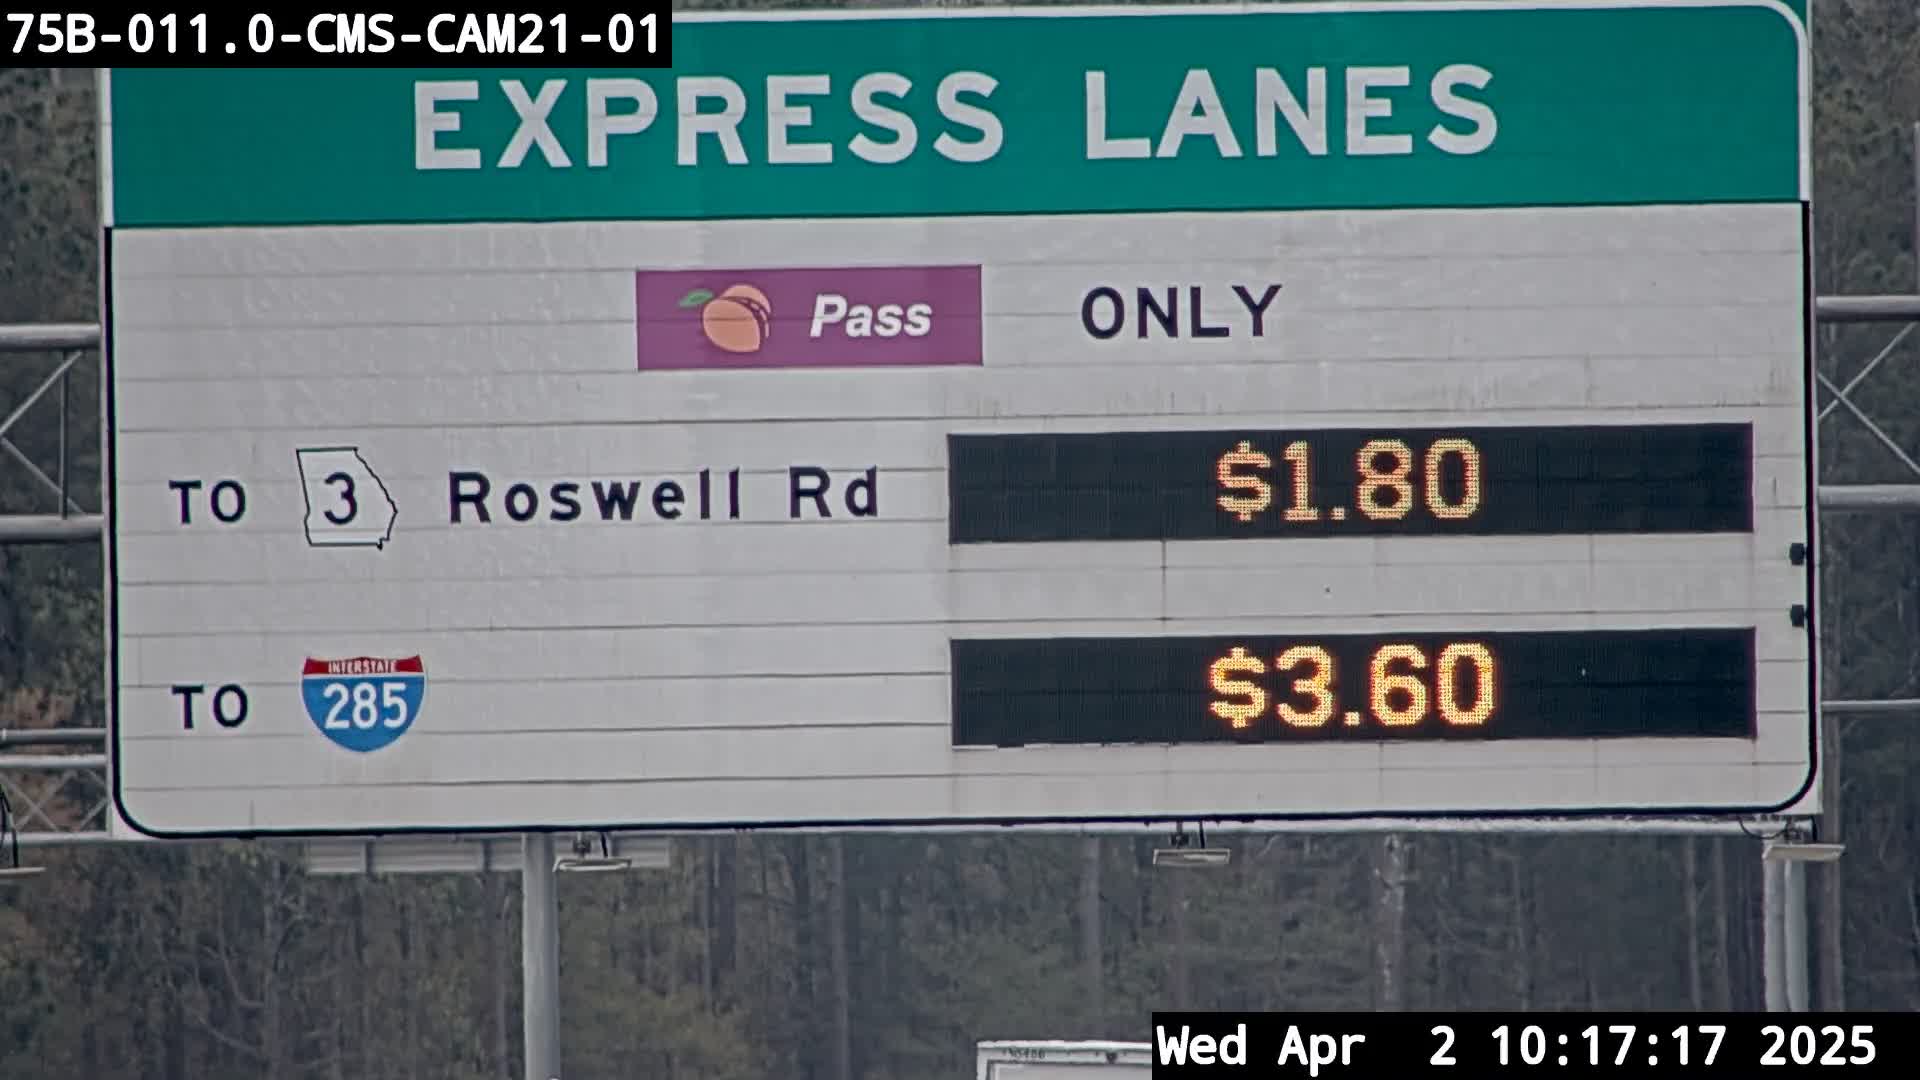 75B-011.0-CMS-CAM21-01
EXPRESS LANES
Pass ONLY
TO 3 Roswell Rd $1.80
TO INTERSTATE 285 $3.60
Wed Apr 2 10:17:17 2025